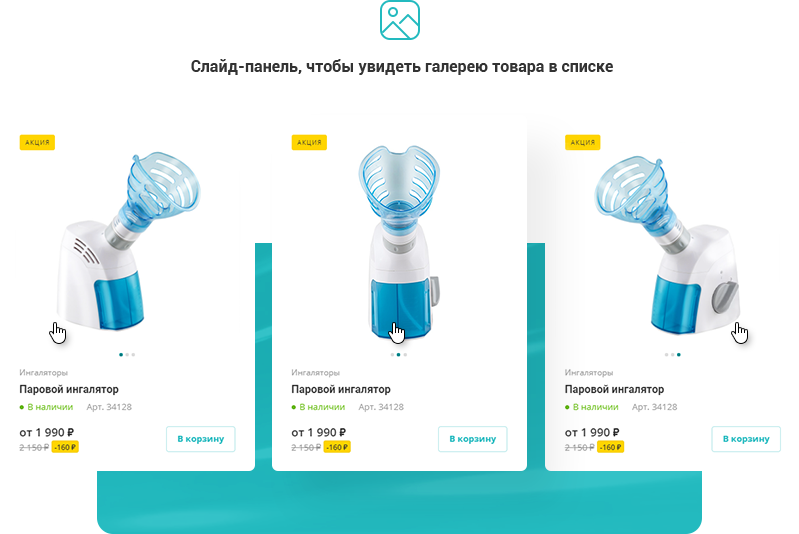 Слайд-панель, чтобы увидеть галерею товара в списке
АКЦИЯ
Ингаляторы
Паровой ингалятор
В наличии Арт. 34128
от 1 990 ₽
2 150 ₽ -160 ₽
В корзину
АКЦИЯ
Ингаляторы
Паровой ингалятор
В наличии Арт. 34128
от 1 990 ₽
2 150 ₽ -160 ₽
В корзину
АКЦИЯ
Ингаляторы
Паровой ингалятор
В наличии Арт. 34128
от 1 990 ₽
2 150 ₽ -160 ₽
В корзину